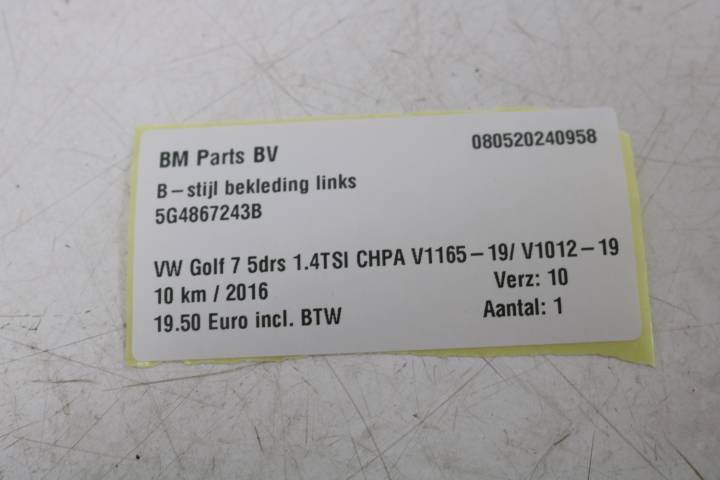 BM Parts BV 080520240958
B-stijl bekleding links
5G4867243B
VW Golf 7 5drs 1.4TSI CHPA V1165-19/ V1012-19
10 km / 2016 Verz: 10
19.50 Euro incl. BTW Aantal: 1